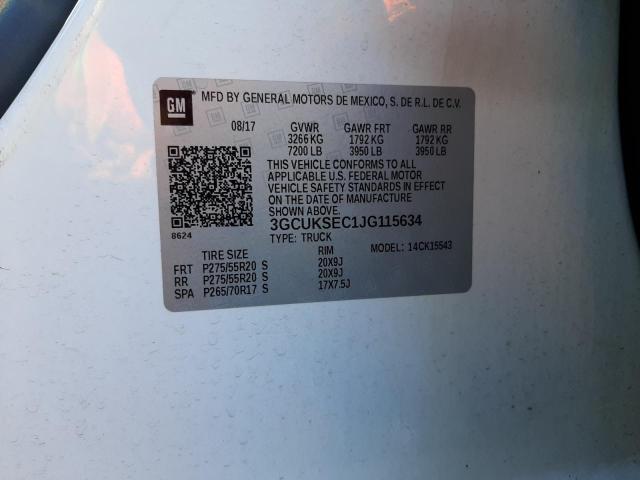 GM
MFD BY GENERAL MOTORS DE MEXICO, S. DE R.L. DE C.V.
08/17 GVWR GAWR FRT GAWR RR
3266 KG 1792 KG 1792 KG
7200 LB 3950 LB 3950 LB
THIS VEHICLE CONFORMS TO ALL
APPLICABLE U.S. FEDERAL MOTOR
VEHICLE SAFETY STANDARDS IN EFFECT
ON THE DATE OF MANUFACTURE
SHOWN ABOVE.
3GCUKSEC1JG115634
8624
TYPE: TRUCK MODEL: 14CK15543
TIRE SIZE RIM
FRT P275/55R20 S 20X9J
RR P275/55R20 S 20X9J
SPA P265/70R17 S 17X7.5J